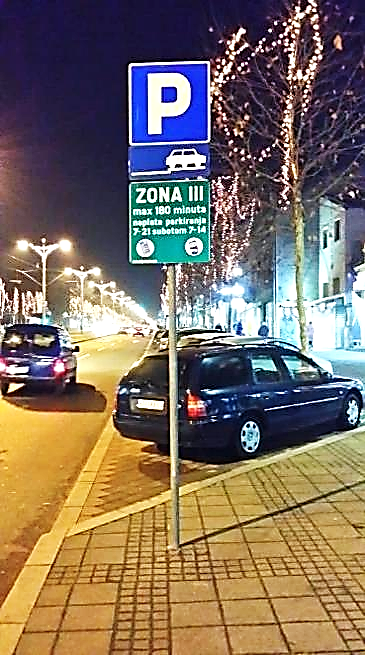 P
ZONA III
max 180 minuta
naplata parkiranja
7-21 subotom 7-14